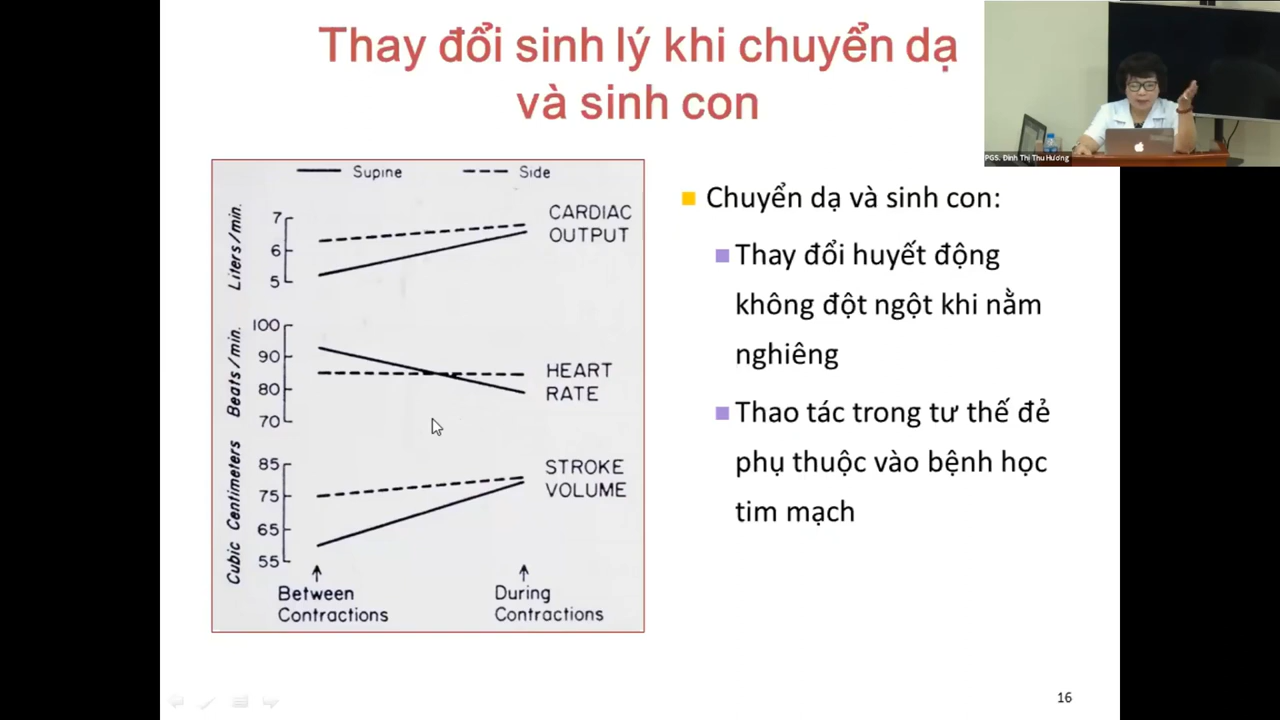 Thay đổi sinh lý khi chuyển dạ
và sinh con
PGS. Đinh Thị Thu Hương
Supine
Side
Liters/min.
7
6
5
CARDIAC
OUTPUT
Beats/min.
100
90
80
70
HEART
RATE
Cubic Centimeters
85
75
65
55
STROKE
VOLUME
Between
Contractions
During
Contractions
Chuyển dạ và sinh con:
Thay đổi huyết động
không đột ngột khi nằm
nghiêng
Thao tác trong tư thế đẻ
phụ thuộc vào bệnh học
tim mạch
16